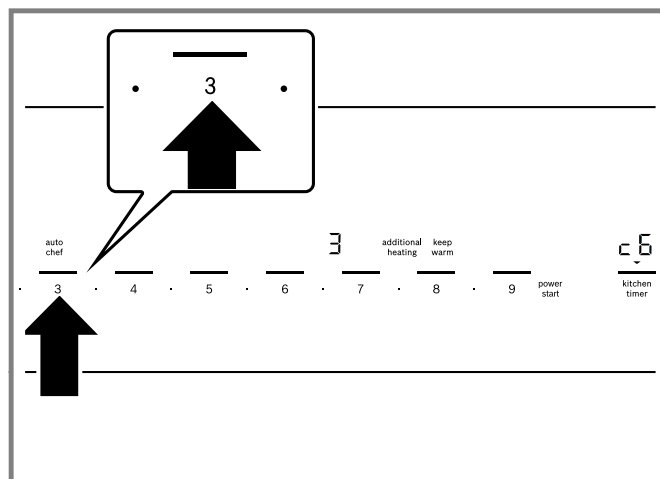 3
auto
chef
3
additional
heating
keep
warm
c6
3 4 5 6 7 8 9
power
start
kitchen
timer